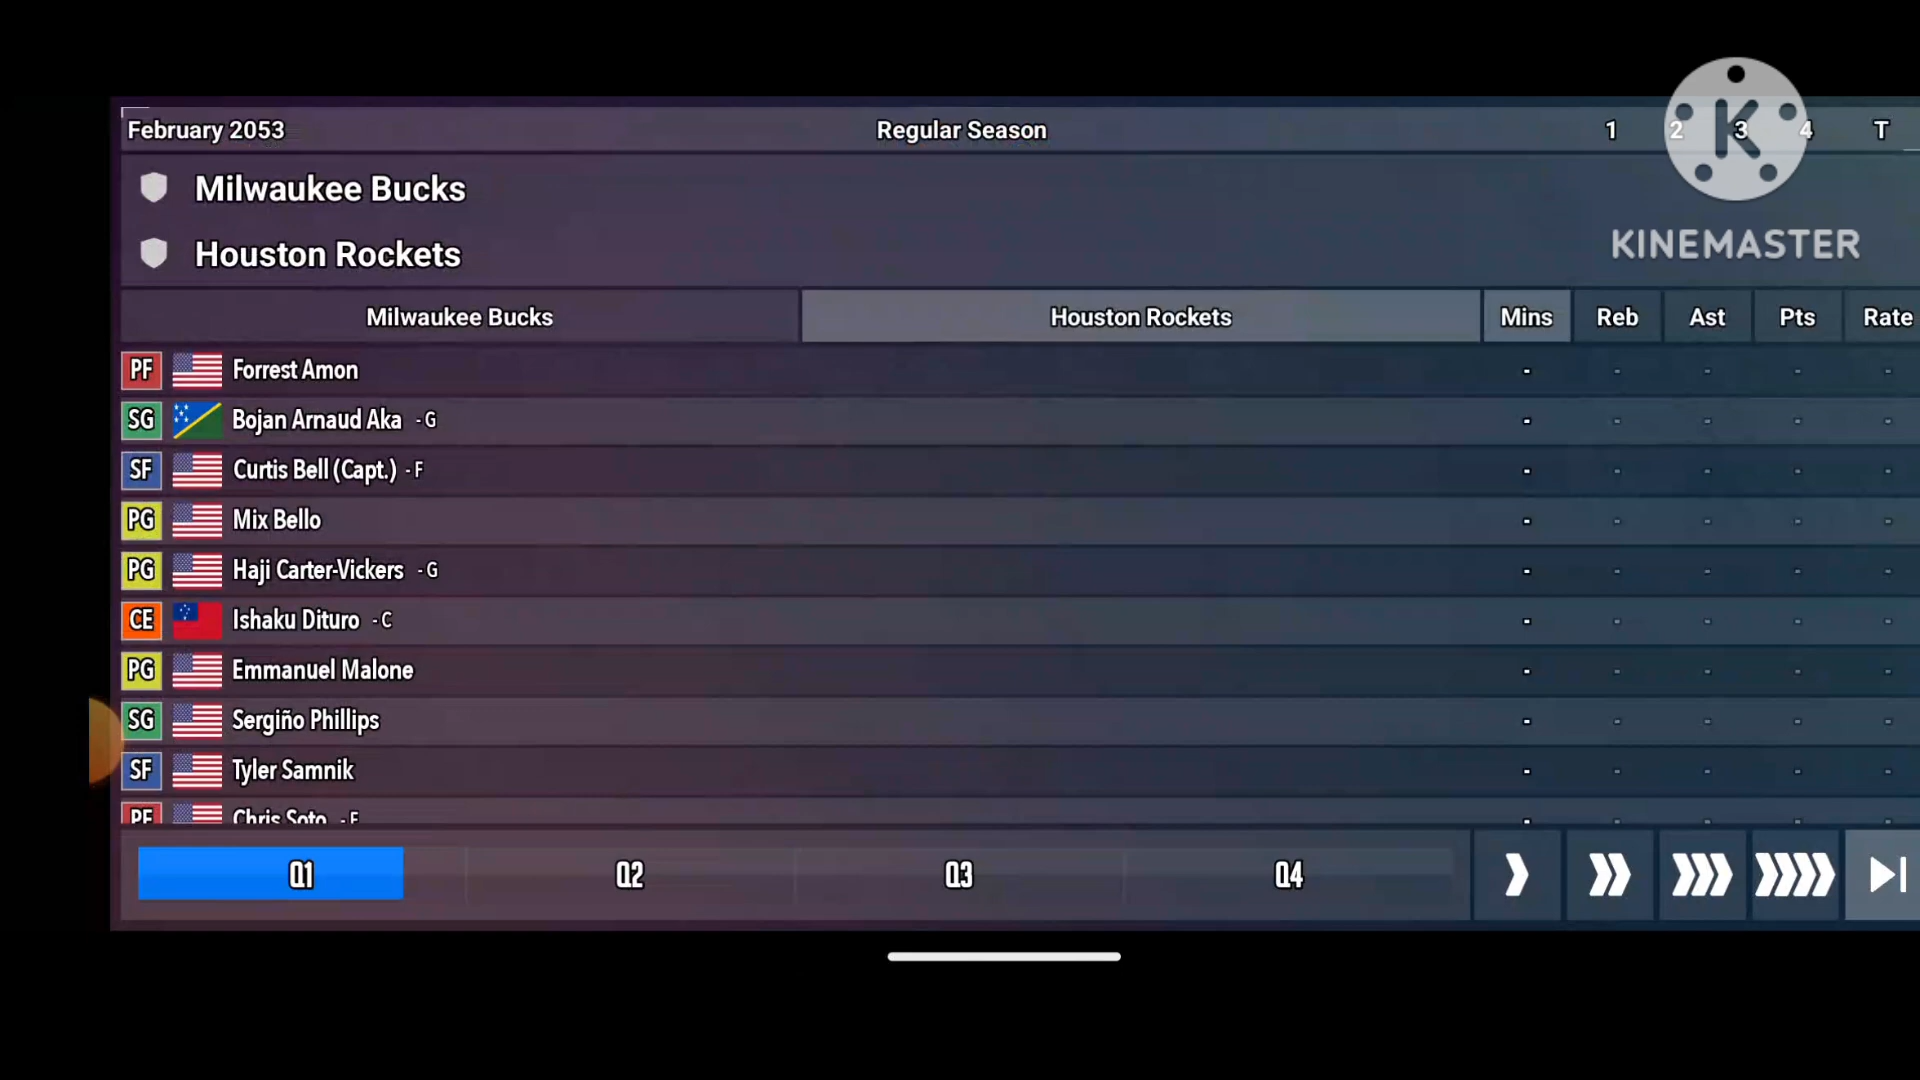 February 2053 Regular Season 1 2 3 4 T
K
KINEMASTER
Milwaukee Bucks
Houston Rockets
Milwaukee Bucks Houston Rockets Mins Reb Ast Pts Rate
PF Forrest Amon - - - - -
SG Bojan Arnaud Aka - G - - - - -
SF Curtis Bell (Capt.) - F - - - - -
PG Mix Bello - - - - -
PG Haji Carter-Vickers - G - - - - -
CE Ishaku Dituro - C - - - - -
PG Emmanuel Malone - - - - -
SG Sergiño Phillips - - - - -
SF Tyler Samnik - - - - -
PF Chris Soto - F - - - - -
Q1 Q2 Q3 Q4